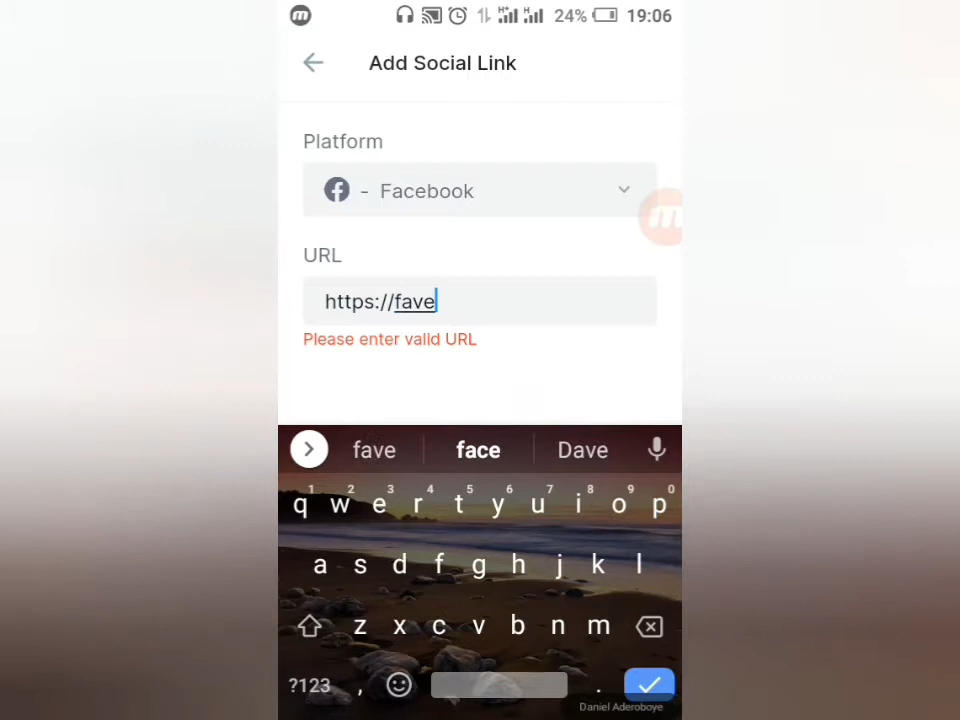 24% 19:06
Add Social Link
Platform
- Facebook
URL
https://fave
Please enter valid URL
fave face Dave
1 2 3 4 5 6 7 8 9 0
q w e r t y u i o p
a s d f g h j k l
z x c v b n m
?123 , .
Daniel Aderoboye